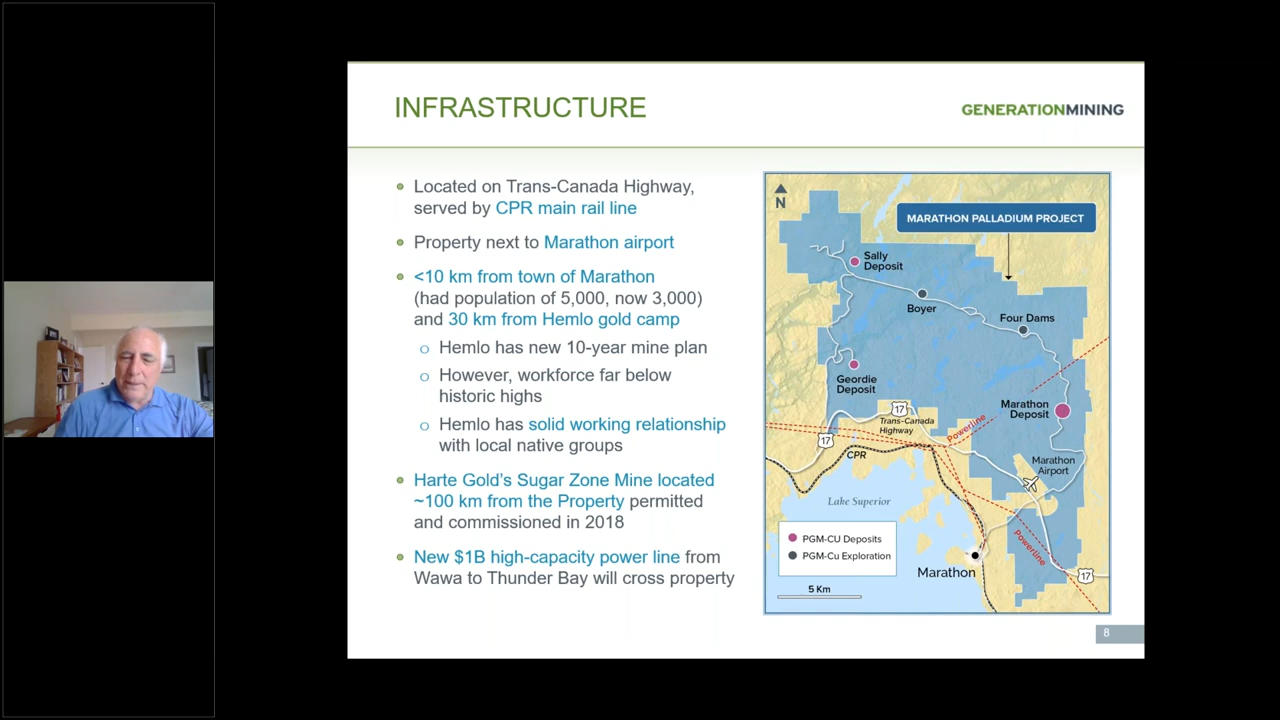 INFRASTRUCTURE
GENERATIONMINING
Located on Trans-Canada Highway,
served by CPR main rail line
Property next to Marathon airport
<10 km from town of Marathon
(had population of 5,000, now 3,000)
and 30 km from Hemlo gold camp
Hemlo has new 10-year mine plan
However, workforce far below
historic highs
Hemlo has solid working relationship
with local native groups
Harte Gold's Sugar Zone Mine located
~100 km from the Property permitted
and commissioned in 2018
New $1B high-capacity power line from
Wawa to Thunder Bay will cross property
N
MARATHON PALLADIUM PROJECT
Sally
Deposit
Boyer
Four Dams
Geordie
Deposit
Marathon
Deposit
17
Trans-Canada
Highway
Powerline
17
CPR
Marathon
Airport
Lake Superior
PGM-CU Deposits
PGM-Cu Exploration
Powerline
Marathon
17
5 Km
8